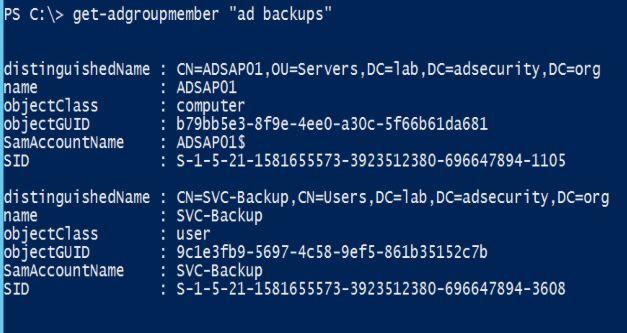 PS C:\> get-adgroupmember "ad backups"
distinguishedName : CN=ADSAP01,OU=Servers,DC=lab,DC=adsecurity,DC=org
name : ADSAP01
objectClass : computer
objectGUID : b79bb5e3-8f9e-4ee0-a30c-5f66b61da681
SamAccountName : ADSAP01$
SID : S-1-5-21-1581655573-3923512380-696647894-1105
distinguishedName : CN=SVC-Backup,CN=Users,DC=lab,DC=adsecurity,DC=org
name : SVC-Backup
objectClass : user
objectGUID : 9c1e3fb9-5697-4c58-9ef5-861b35152c7b
SamAccountName : SVC-Backup
SID : S-1-5-21-1581655573-3923512380-696647894-3608